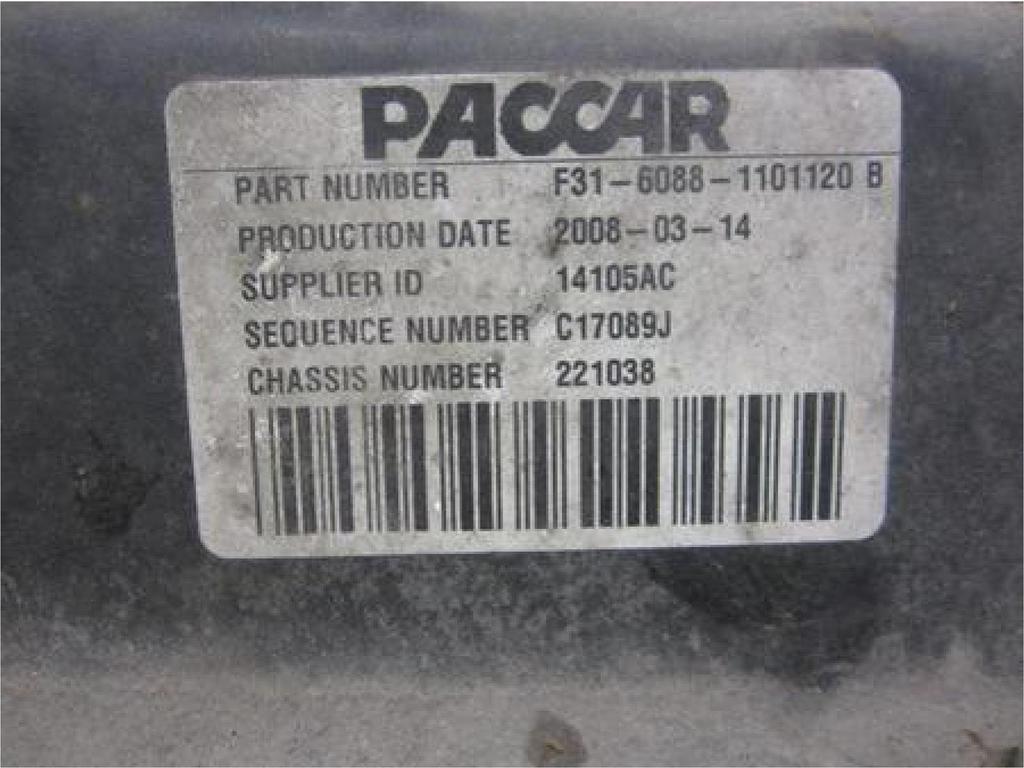 PACCAR
PART NUMBER F31-6088-1101120 B
PRODUCTION DATE 2008-03-14
SUPPLIER ID 14105AC
SEQUENCE NUMBER C17089J
CHASSIS NUMBER 221038